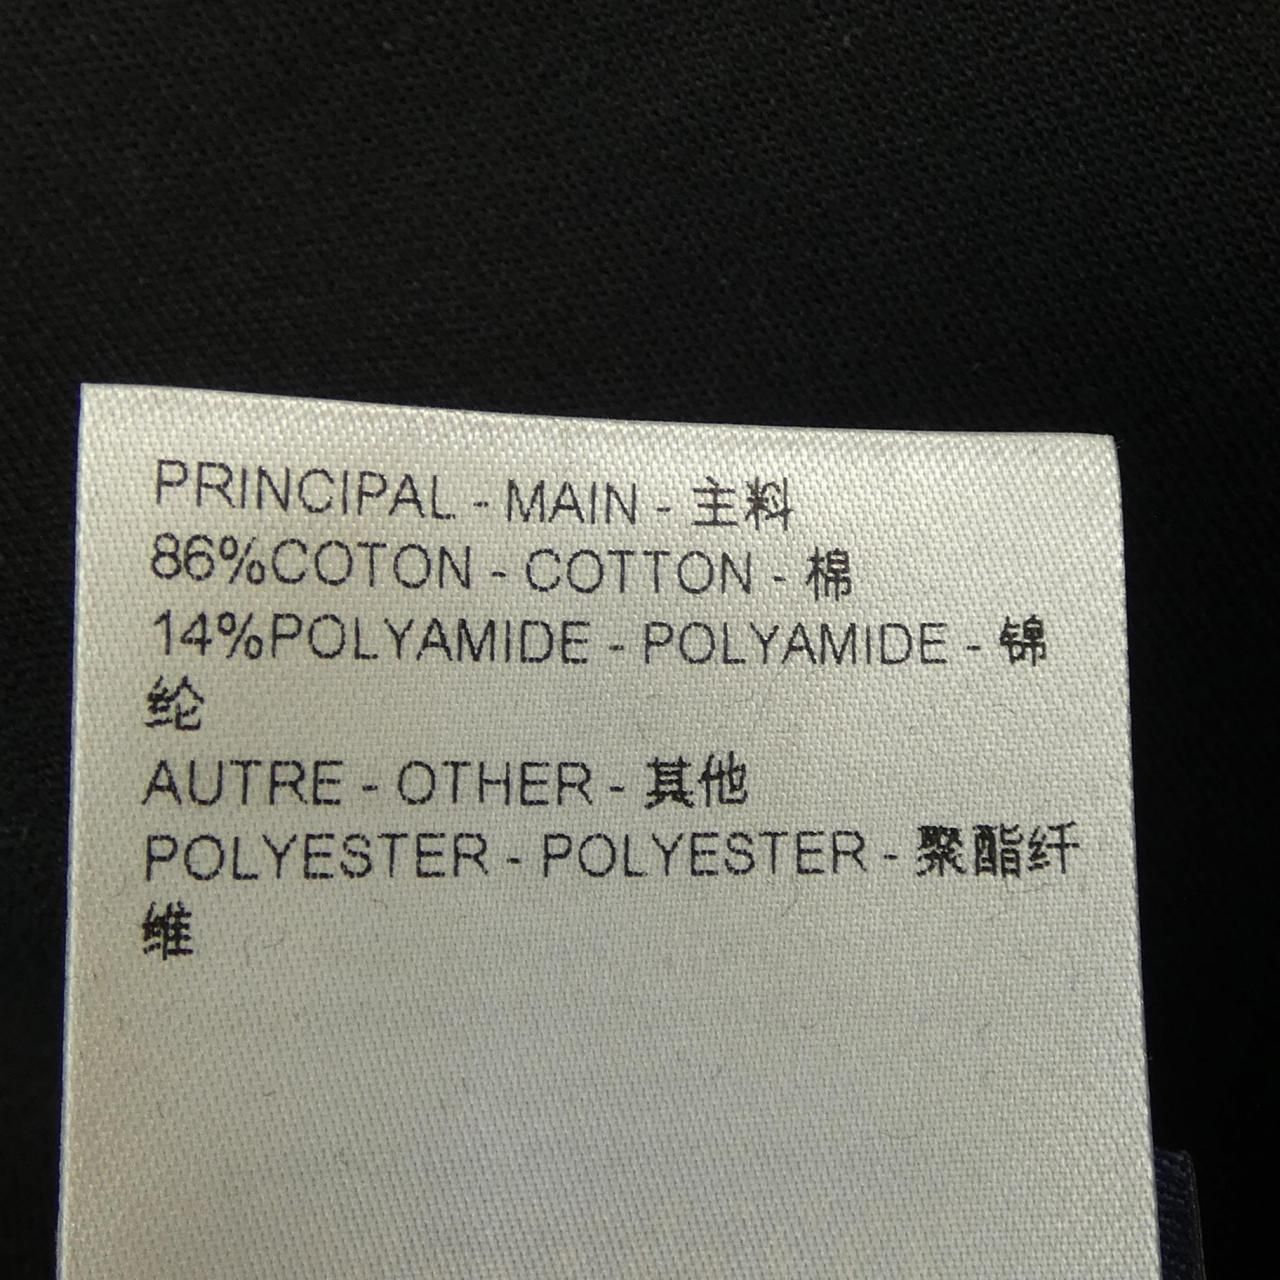 PRINCIPAL - MAIN - 主料
86%COTON - COTTON - 棉
14%POLYAMIDE - POLYAMIDE - 锦
纶
AUTRE - OTHER - 其他
POLYESTER - POLYESTER - 聚酯纤
维